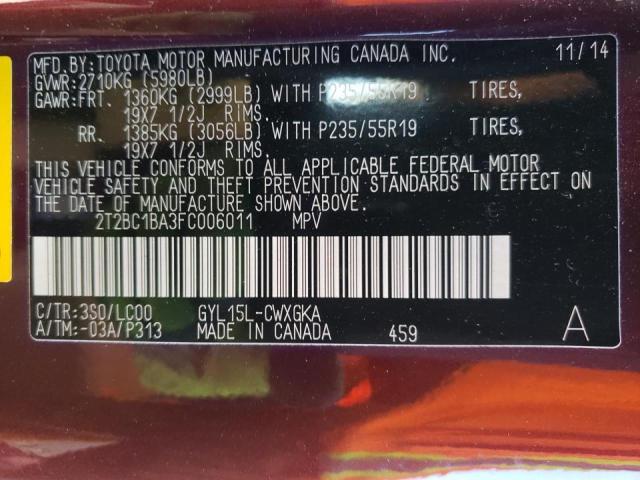 MFD.BY:TOYOTA MOTOR MANUFACTURING CANADA INC. 11/14
GVWR:2710KG (5980LB)
GAWR:FRT. 1360KG (2999LB) WITH P235/55R19 TIRES,
19X7 1/2J RIMS.
RR. 1385KG (3056LB) WITH P235/55R19 TIRES,
19X7 1/2J RIMS.
THIS VEHICLE CONFORMS TO ALL APPLICABLE FEDERAL MOTOR
VEHICLE SAFETY AND THEFT PREVENTION STANDARDS IN EFFECT ON
THE DATE OF MANUFACTURE SHOWN ABOVE.
2T2BC1BA3FC006011 MPV
C/TR:3S0/LC00 GYL15L-CWXGKA
A/TM:-03A/P313 MADE IN CANADA 459 A